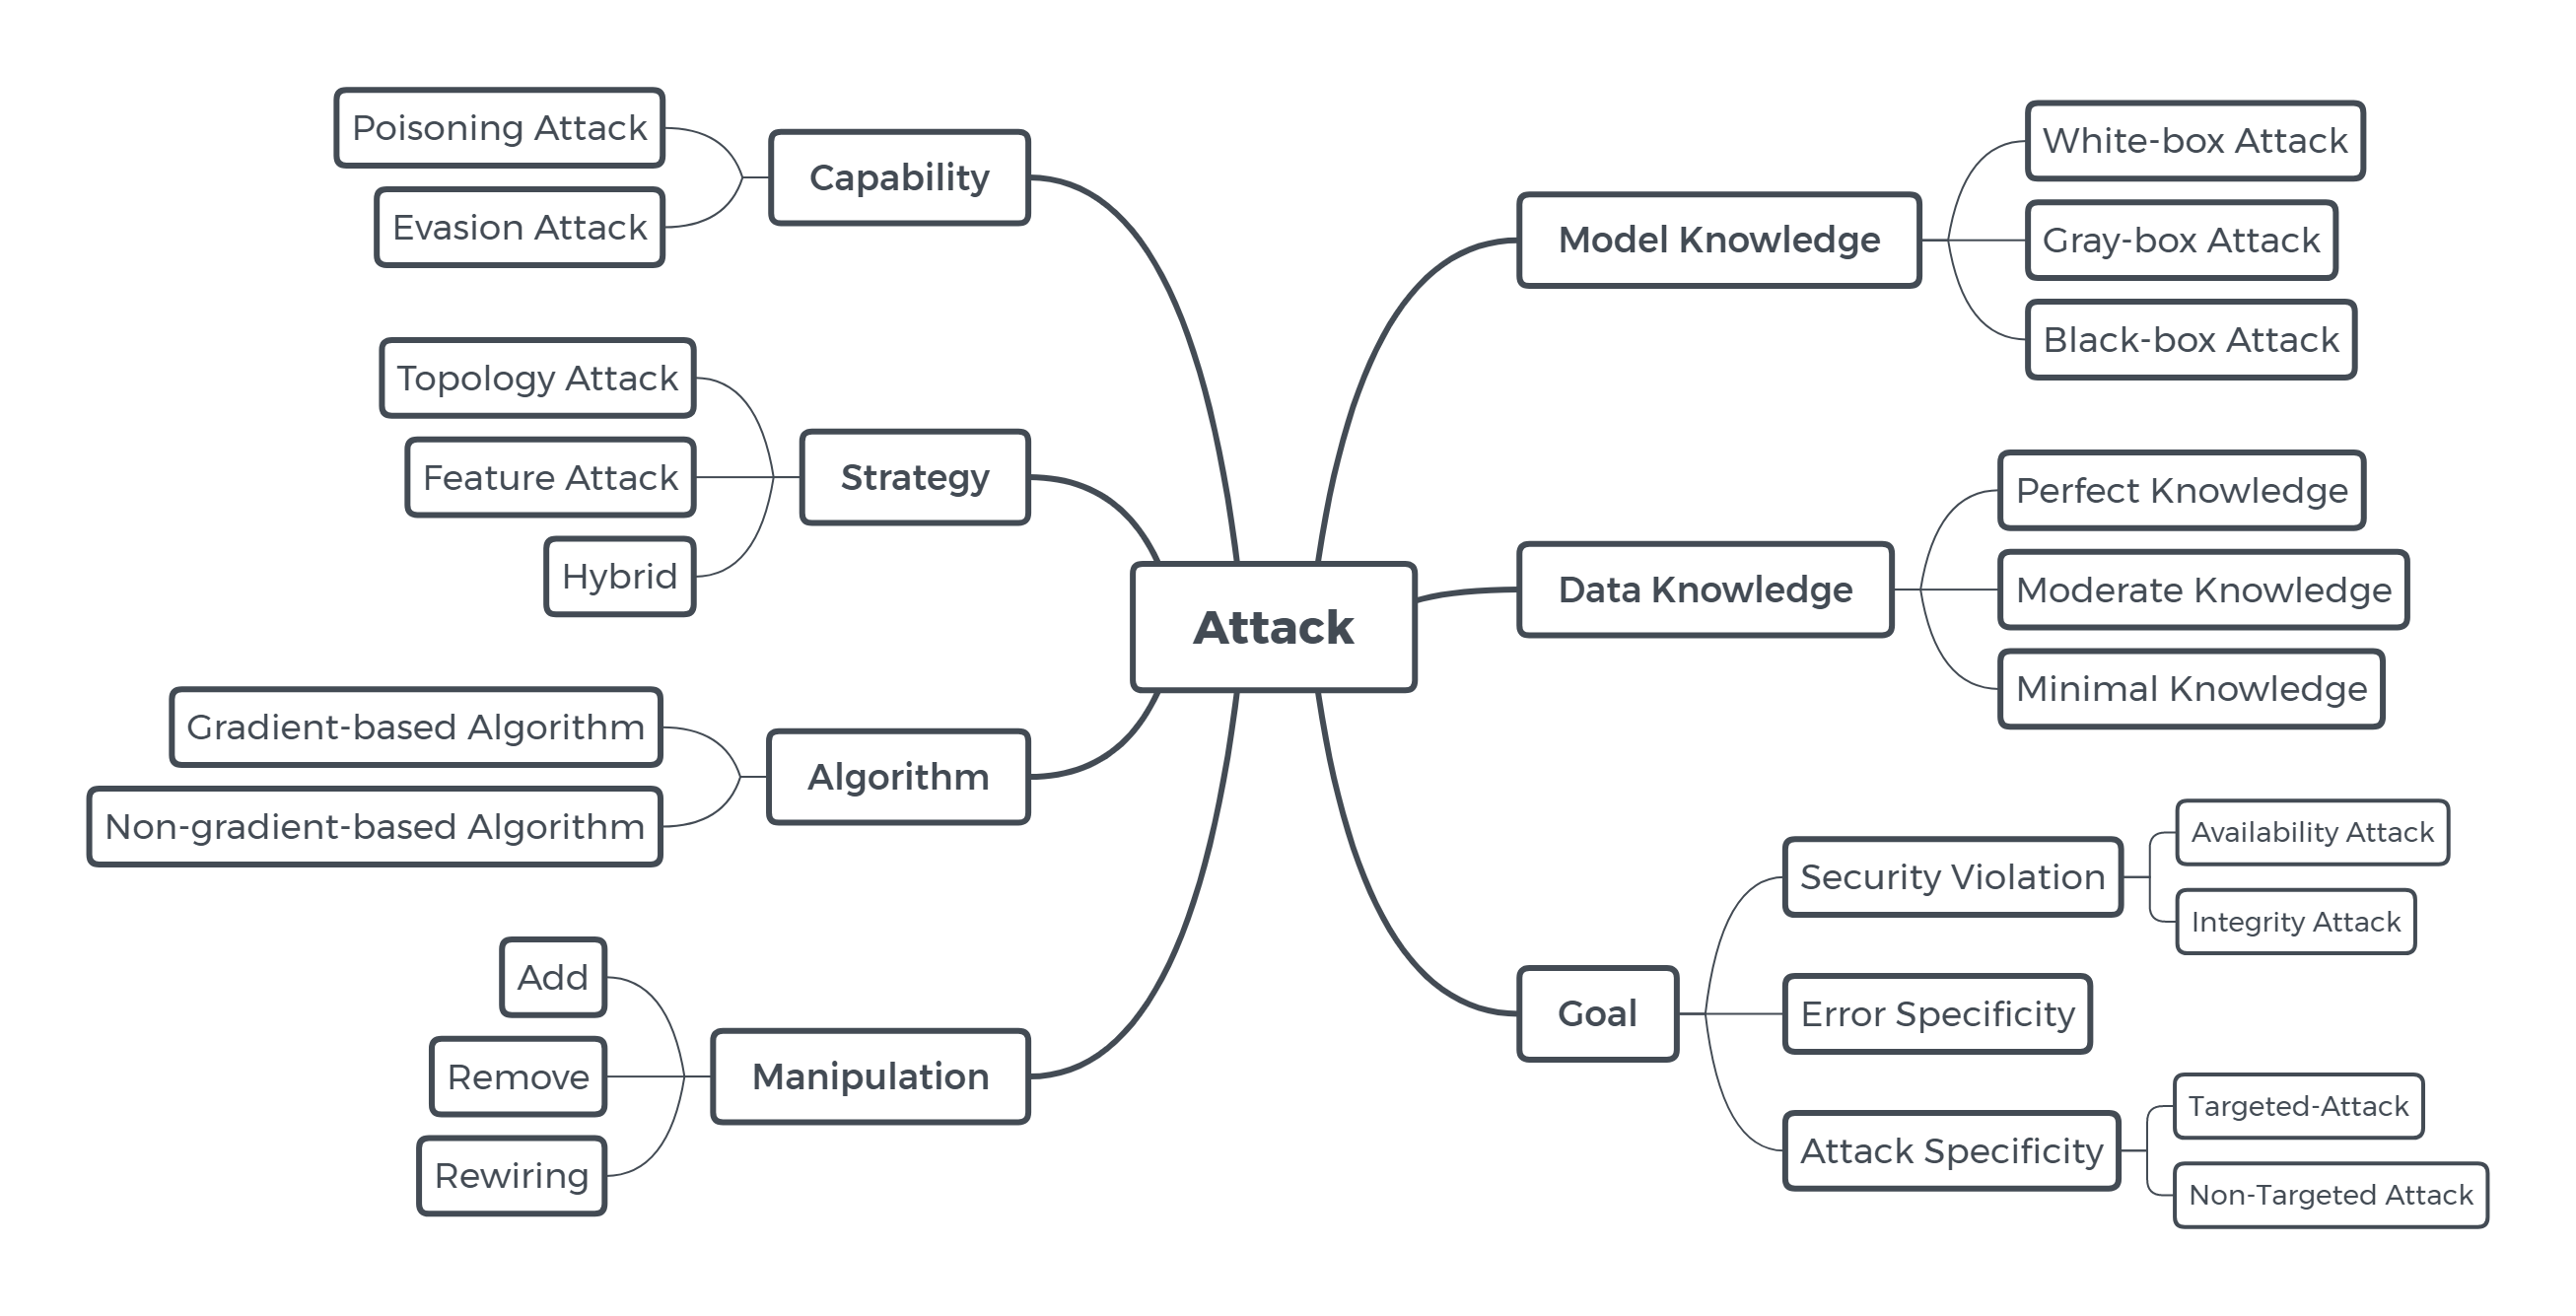 Attack
Capability
Poisoning Attack
Evasion Attack
Strategy
Topology Attack
Feature Attack
Hybrid
Algorithm
Gradient-based Algorithm
Non-gradient-based Algorithm
Manipulation
Add
Remove
Rewiring
Model Knowledge
White-box Attack
Gray-box Attack
Black-box Attack
Data Knowledge
Perfect Knowledge
Moderate Knowledge
Minimal Knowledge
Goal
Security Violation
Availability Attack
Integrity Attack
Error Specificity
Attack Specificity
Targeted-Attack
Non-Targeted Attack